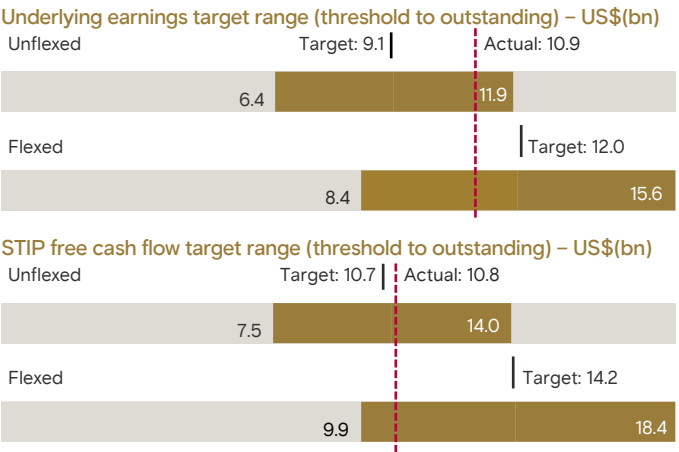 Underlying earnings target range (threshold to outstanding) – US$(bn)
Unflexed Target: 9.1 Actual: 10.9
6.4 11.9
Flexed Target: 12.0
8.4 15.6
STIP free cash flow target range (threshold to outstanding) – US$(bn)
Unflexed Target: 10.7 Actual: 10.8
7.5 14.0
Flexed Target: 14.2
9.9 18.4